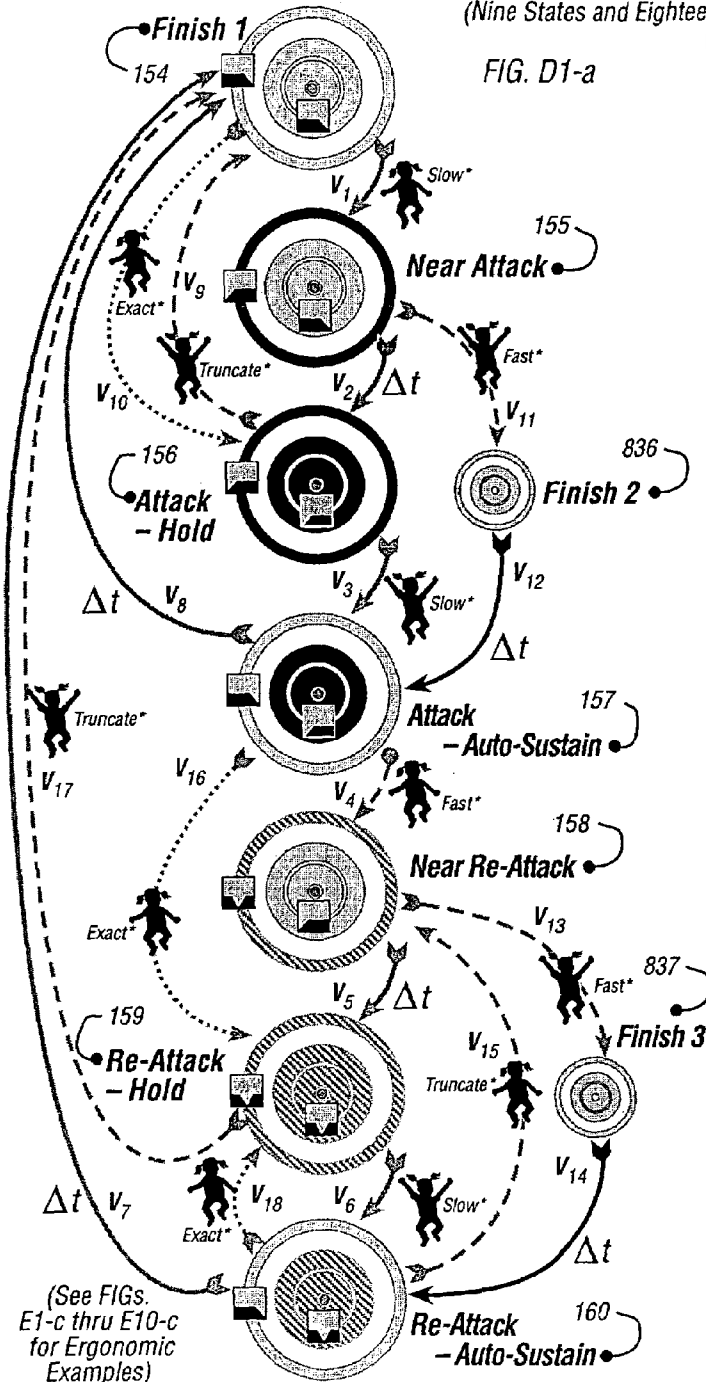 (Nine States and Eightee
Finish 1
154
FIG. D1-a
V1
Slow*
155
Near Attack
Exact*
V9
Truncate*
V2
Δt
Fast*
V11
V10
156
Attack
– Hold
836
Finish 2
V3
Slow*
V12
Δt
V8
Δt
Attack
– Auto-Sustain
157
Truncate*
V17
V16
V4
Fast*
158
Near Re-Attack
V13
Exact*
V5
Δt
Fast*
837
Finish 3
159
Re-Attack
– Hold
V15
Truncate*
V14
V18
V6
Slow*
Exact*
Δt
V7
Δt
(See FIGs.
E1-c thru E10-c
for Ergonomic
Examples)
Re-Attack
– Auto-Sustain
160